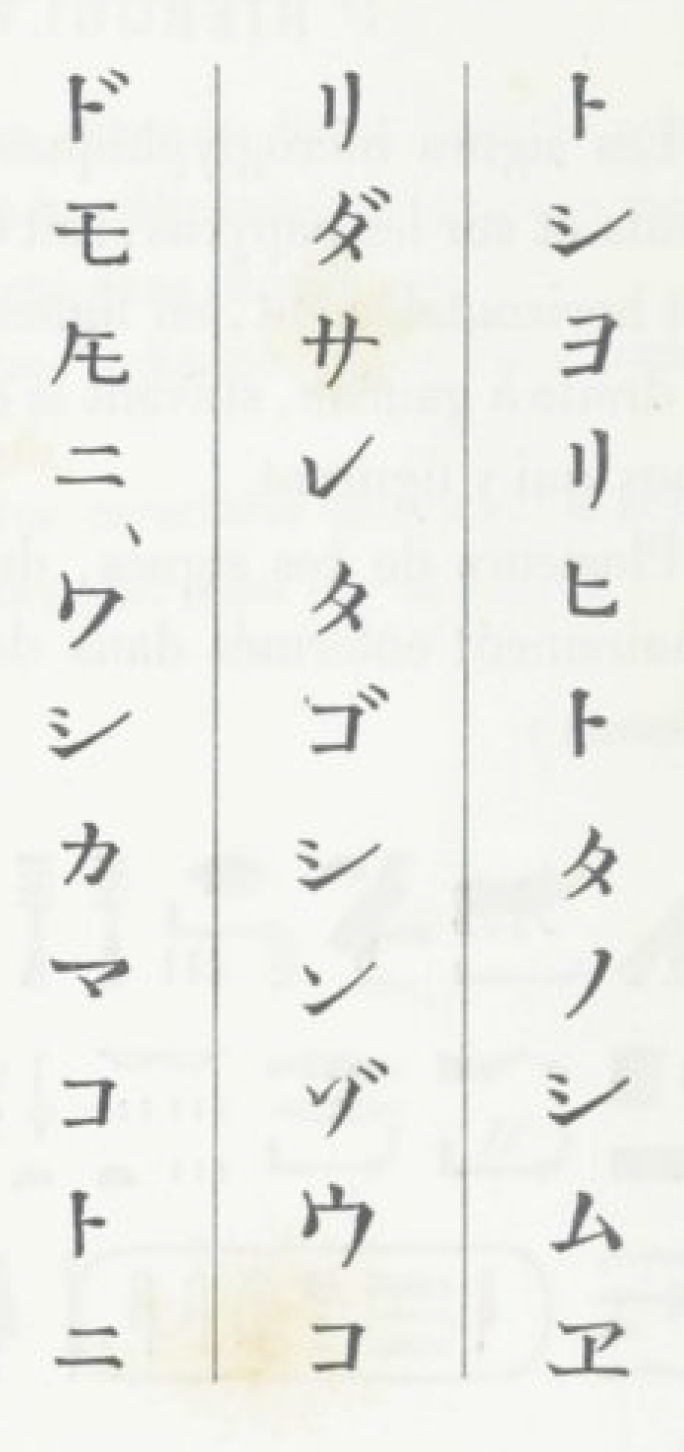 トシヨリヒトタノシムヱ
リダサレタゴシンヅウコ
ドモ乇ニ、ワシカマコトニ